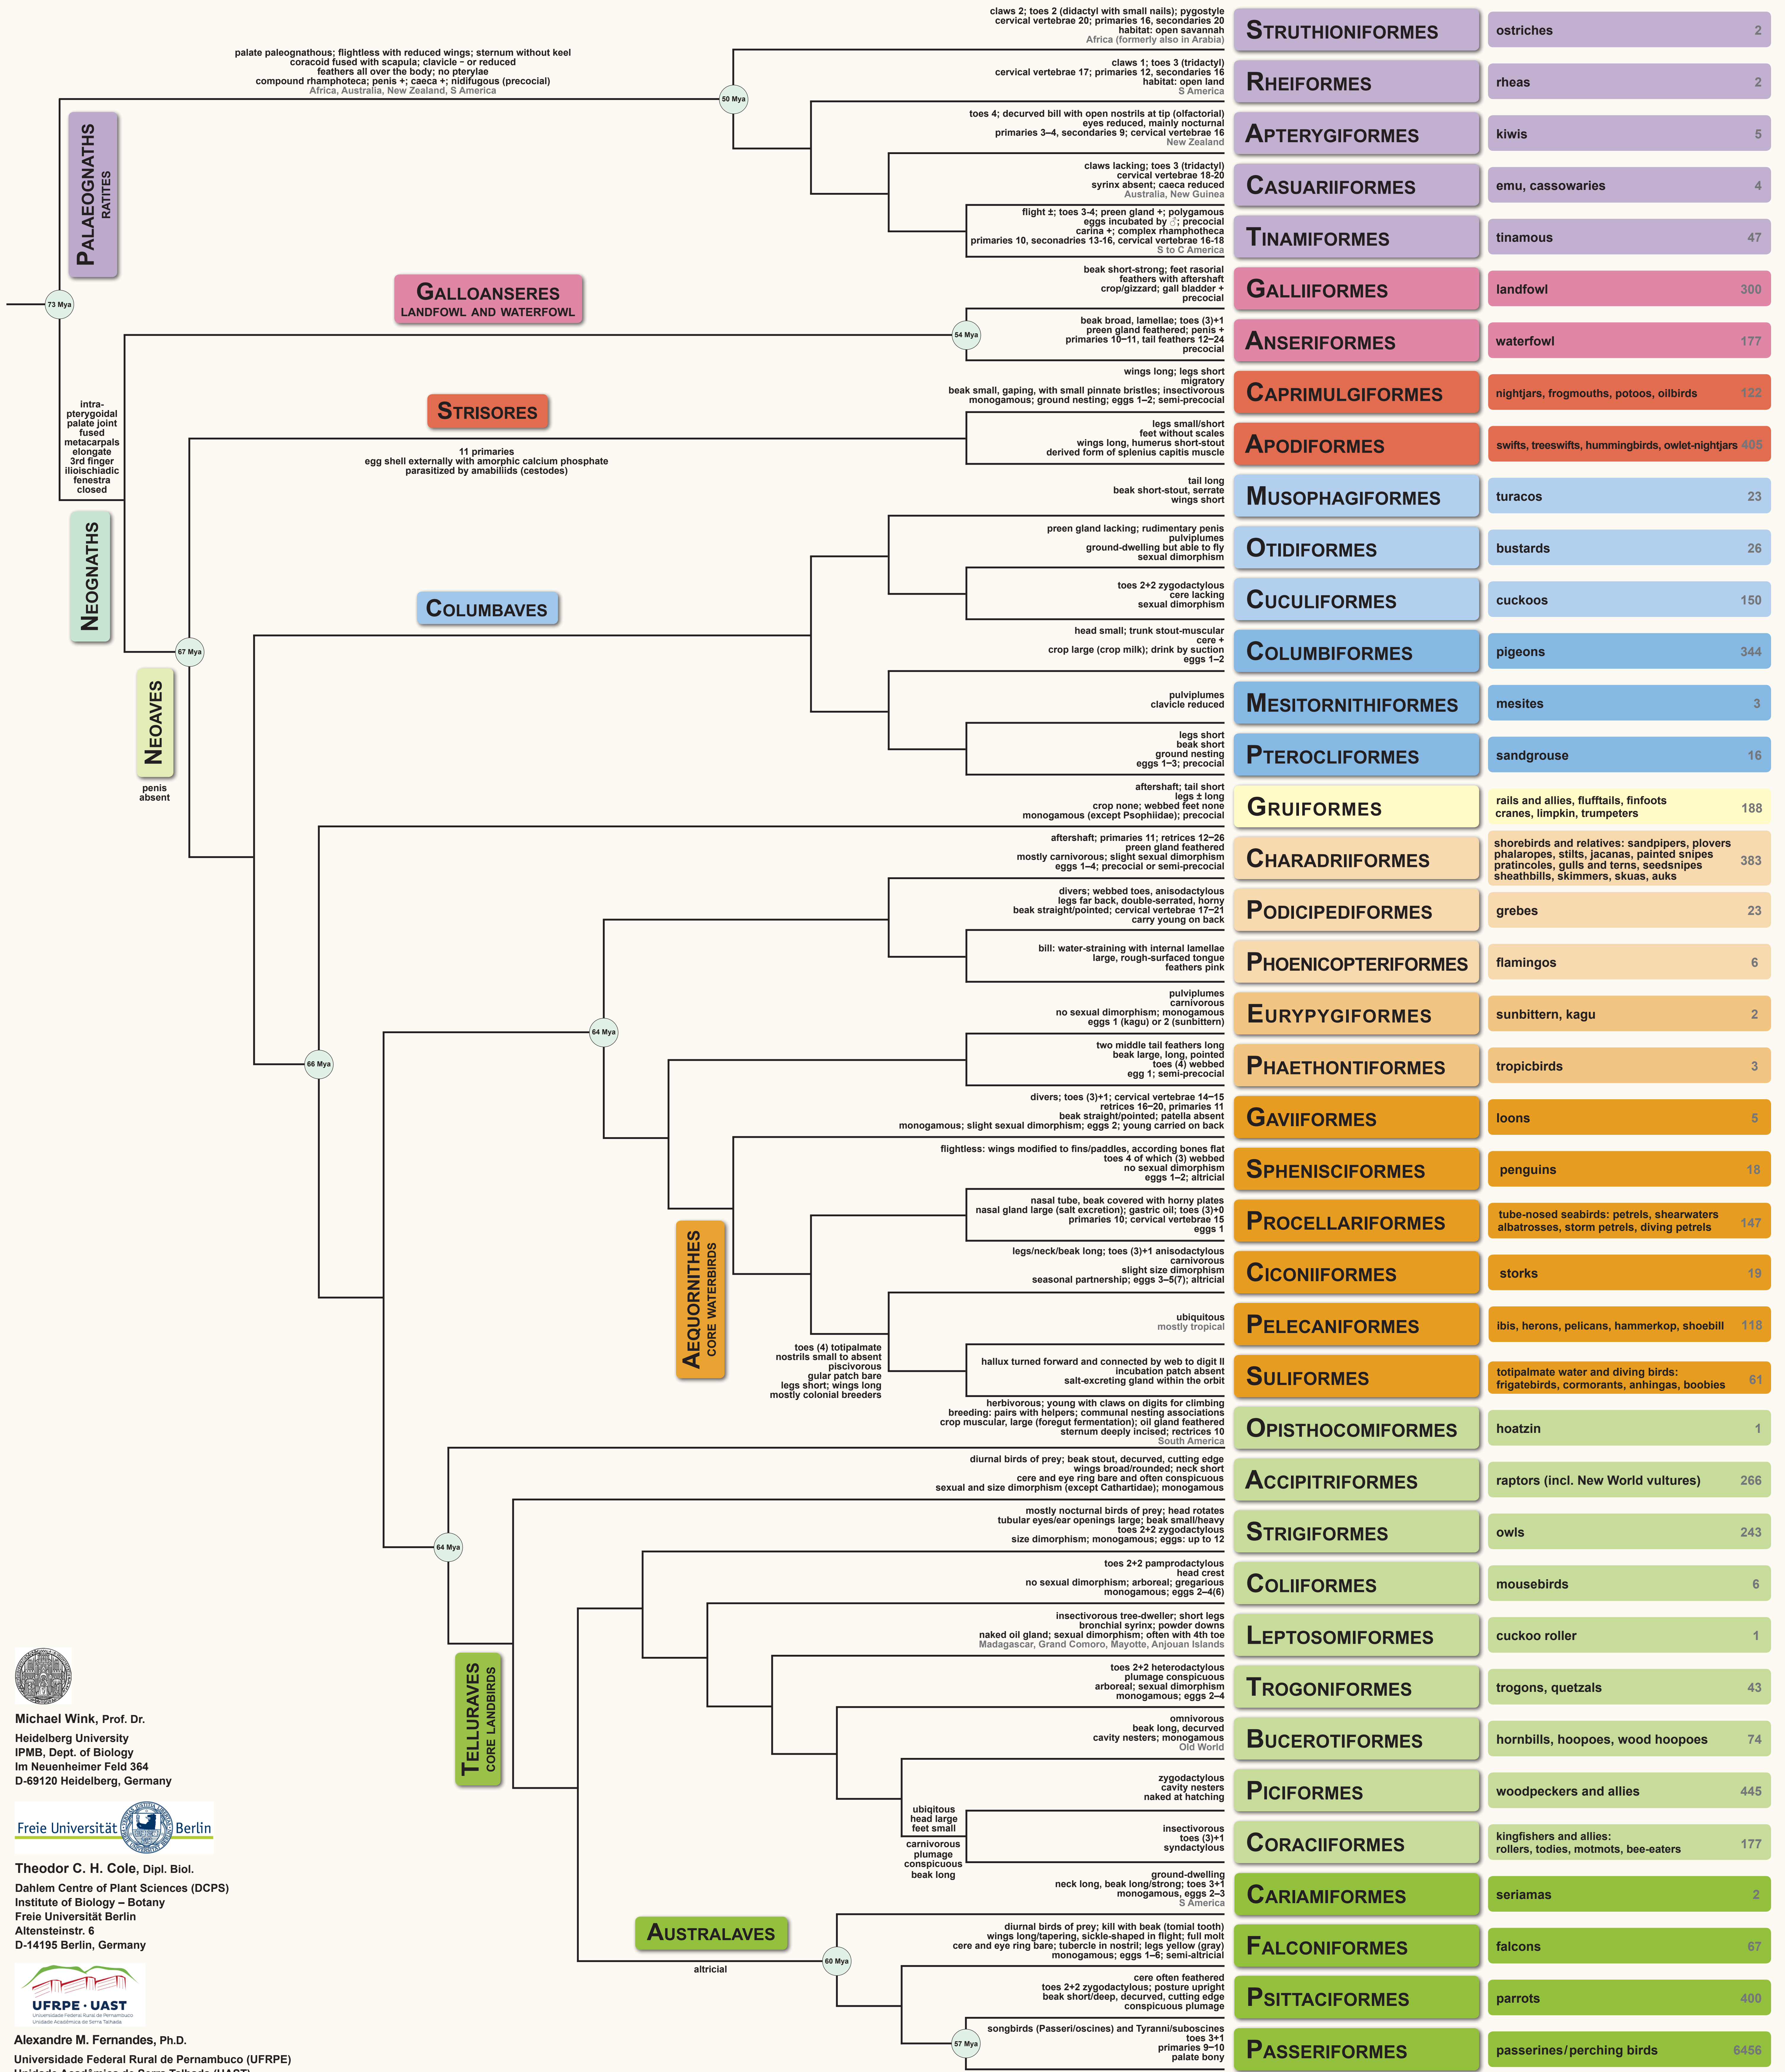 claws 2; toes 2 (didactyl with small nails); pygostyle
cervical vertebrae 20; primaries 16, secondaries 20
habitat: open savannah
Africa (formerly also in Arabia)
STRUTHIONIFORMES
ostriches 2
palate paleognathous; flightless with reduced wings; sternum without keel
coracoid fused with scapula; clavicle – or reduced
feathers all over the body; no pterylae
compound rhamphoteca; penis +; caeca +; nidifugous (precocial)
Africa, Australia, New Zealand, S America
50 Mya
claws 1; toes 3 (tridactyl)
cervical vertebrae 17; primaries 12, secondaries 16
habitat: open land
S America
RHEIFORMES
rheas 2
PALAEOGNATHS
RATITES
toes 4; decurved bill with open nostrils at tip (olfactorial)
eyes reduced, mainly nocturnal
primaries 3–4, secondaries 9; cervical vertebrae 16
New Zealand
APTERYGIFORMES
kiwis 5
claws lacking; toes 3 (tridactyl)
cervical vertebrae 18-20
syrinx absent; caeca reduced
Australia, New Guinea
CASUARIIFORMES
emu, cassowaries 4
flight ±; toes 3-4; preen gland +; polygamous
eggs incubated by ♂; precocial
carina +; complex rhamphotheca
primaries 10, seconadries 13-16, cervical vertebrae 16-18
S to C America
TINAMIFORMES
tinamous 47
73 Mya
GALLOANSERES
LANDFOWL AND WATERFOWL
beak short-strong; feet rasorial
feathers with aftershaft
crop/gizzard; gall bladder +
precocial
GALLIIFORMES
landfowl 300
54 Mya
beak broad, lamellae; toes (3)+1
preen gland feathered; penis +
primaries 10–11, tail feathers 12–24
precocial
ANSERIFORMES
waterfowl 177
intra-
pterygoidal
palate joint
fused
metacarpals
elongate
3rd finger
ilioischiadic
fenestra
closed
NEOGNATHS
STRISORES
11 primaries
egg shell externally with amorphic calcium phosphate
parasitized by amabiliids (cestodes)
wings long; legs short
migratory
beak small, gaping, with small pinnate bristles; insectivorous
monogamous; ground nesting; eggs 1–2; semi-precocial
CAPRIMULGIFORMES
nightjars, frogmouths, potoos, oilbirds 122
legs small/short
feet without scales
wings long, humerus short-stout
derived form of splenius capitis muscle
APODIFORMES
swifts, treeswifts, hummingbirds, owlet-nightjars 405
tail long
beak short-stout, serrate
wings short
MUSOPHAGIFORMES
turacos 23
preen gland lacking; rudimentary penis
pulviplumes
ground-dwelling but able to fly
sexual dimorphism
OTIDIFORMES
bustards 26
COLUMBAVES
toes 2+2 zygodactylous
cere lacking
sexual dimorphism
CUCULIFORMES
cuckoos 150
67 Mya
NEOAVES
penis
absent
head small; trunk stout-muscular
cere +
crop large (crop milk); drink by suction
eggs 1–2
COLUMBIFORMES
pigeons 344
pulviplumes
clavicle reduced
MESITORNITHIFORMES
mesites 3
legs short
beak short
ground nesting
eggs 1–3; precocial
PTEROCLIFORMES
sandgrouse 16
aftershaft; tail short
legs ± long
crop none; webbed feet none
monogamous (except Psophiidae); precocial
GRUIFORMES
rails and allies, flufftails, finfoots
cranes, limpkin, trumpeters 188
aftershaft; primaries 11; retrices 12–26
preen gland feathered
mostly carnivorous; slight sexual dimorphism
eggs 1–4; precocial or semi-precocial
CHARADRIIFORMES
shorebirds and relatives: sandpipers, plovers
phalaropes, stilts, jacanas, painted snipes
pratincoles, gulls and terns, seedsnipes
sheathbills, skimmers, skuas, auks 383
divers; webbed toes, anisodactylous
legs far back, double-serrated, horny
beak straight/pointed; cervical vertebrae 17–21
carry young on back
PODICIPEDIFORMES
grebes 23
bill: water-straining with internal lamellae
large, rough-surfaced tongue
feathers pink
PHOENICOPTERIFORMES
flamingos 6
66 Mya
64 Mya
pulviplumes
carnivorous
no sexual dimorphism; monogamous
eggs 1 (kagu) or 2 (sunbittern)
EURYPYGIFORMES
sunbittern, kagu 2
two middle tail feathers long
beak large, long, pointed
toes (4) webbed
egg 1; semi-precocial
PHAETHONTIFORMES
tropicbirds 3
divers; toes (3)+1; cervical vertebrae 14–15
retrices 16–20, primaries 11
beak straight/pointed; patella absent
monogamous; slight sexual dimorphism; eggs 2; young carried on back
GAVIIFORMES
loons 5
flightless: wings modified to fins/paddles, according bones flat
toes 4 of which (3) webbed
no sexual dimorphism
eggs 1–2; altricial
SPHENISCIFORMES
penguins 18
AEQUORNITHES
CORE WATERBIRDS
nasal tube, beak covered with horny plates
nasal gland large (salt excretion); gastric oil; toes (3)+0
primaries 10; cervical vertebrae 15
eggs 1
PROCELLARIIFORMES
tube-nosed seabirds: petrels, shearwaters
albatrosses, storm petrels, diving petrels 147
legs/neck/beak long; toes (3)+1 anisodactylous
carnivorous
slight size dimorphism
seasonal partnership; eggs 3–5(7); altricial
CICONIIFORMES
storks 19
ubiquitous
mostly tropical
PELECANIFORMES
ibis, herons, pelicans, hammerkop, shoebill 118
toes (4) totipalmate
nostrils small to absent
piscivorous
gular patch bare
legs short; wings long
mostly colonial breeders
hallux turned forward and connected by web to digit II
incubation patch absent
salt-excreting gland within the orbit
SULIFORMES
totipalmate water and diving birds:
frigatebirds, cormorants, anhingas, boobies 61
herbivorous; young with claws on digits for climbing
breeding: pairs with helpers; communal nesting associations
crop muscular, large (foregut fermentation); oil gland feathered
sternum deeply incised; rectrices 10
South America
OPISTHOCOMIFORMES
hoatzin 1
diurnal birds of prey; beak stout, decurved, cutting edge
wings broad/rounded; neck short
cere and eye ring bare and often conspicuous
sexual and size dimorphism (except Cathartidae); monogamous
ACCIPITRIFORMES
raptors (incl. New World vultures) 266
64 Mya
mostly nocturnal birds of prey; head rotates
tubular eyes/ear openings large; beak small/heavy
toes 2+2 zygodactylous
size dimorphism; monogamous; eggs: up to 12
STRIGIFORMES
owls 243
toes 2+2 pamprodactylous
head crest
no sexual dimorphism; arboreal; gregarious
monogamous; eggs 2–4(6)
COLIIFORMES
mousebirds 6
TELLURAVES
CORE LANDBIRDS
insectivorous tree-dweller; short legs
bronchial syrinx; powder downs
naked oil gland; sexual dimorphism; often with 4th toe
Madagascar, Grand Comoro, Mayotte, Anjouan Islands
LEPTOSOMIFORMES
cuckoo roller 1
toes 2+2 heterodactylous
plumage conspicuous
arboreal; sexual dimorphism
monogamous; eggs 2–4
TROGONIFORMES
trogons, quetzals 43
omnivorous
beak long, decurved
cavity nesters; monogamous
Old World
BUCEROTIFORMES
hornbills, hoopoes, wood hoopoes 74
zygodactylous
cavity nesters
naked at hatching
PICIFORMES
woodpeckers and allies 445
ubiqitous
head large
feet small
carnivorous
plumage
conspicuous
beak long
insectivorous
toes (3)+1
syndactylous
CORACIIFORMES
kingfishers and allies:
rollers, todies, motmots, bee-eaters 177
ground-dwelling
neck long, beak long/strong; toes 3+1
monogamous, eggs 2–3
S America
CARIAMIFORMES
seriamas 2
AUSTRALAVES
altricial
60 Mya
diurnal birds of prey; kill with beak (tomial tooth)
wings long/tapering, sickle-shaped in flight; full molt
cere and eye ring bare; tubercle in nostril; legs yellow (gray)
monogamous; eggs 1–6; semi-altricial
FALCONIFORMES
falcons 67
cere often feathered
toes 2+2 zygodactylous; posture upright
beak short/deep, decurved, cutting edge
conspicuous plumage
PSITTACIFORMES
parrots 400
57 Mya
songbirds (Passeri/oscines) and Tyranni/suboscines
toes 3+1
primaries 9–10
palate bony
PASSERIFORMES
passerines/perching birds 6456
Michael Wink, Prof. Dr.
Heidelberg University
IPMB, Dept. of Biology
Im Neuenheimer Feld 364
D-69120 Heidelberg, Germany
Freie Universität Berlin
Theodor C. H. Cole, Dipl. Biol.
Dahlem Centre of Plant Sciences (DCPS)
Institute of Biology – Botany
Freie Universität Berlin
Altensteinstr. 6
D-14195 Berlin, Germany
UFRPE · UAST
Universidade Federal Rural de Pernambuco
Unidade Acadêmica de Serra Talhada
Alexandre M. Fernandes, Ph.D.
Universidade Federal Rural de Pernambuco (UFRPE)
Unidade Acadêmica de Serra Talhada (UAST)